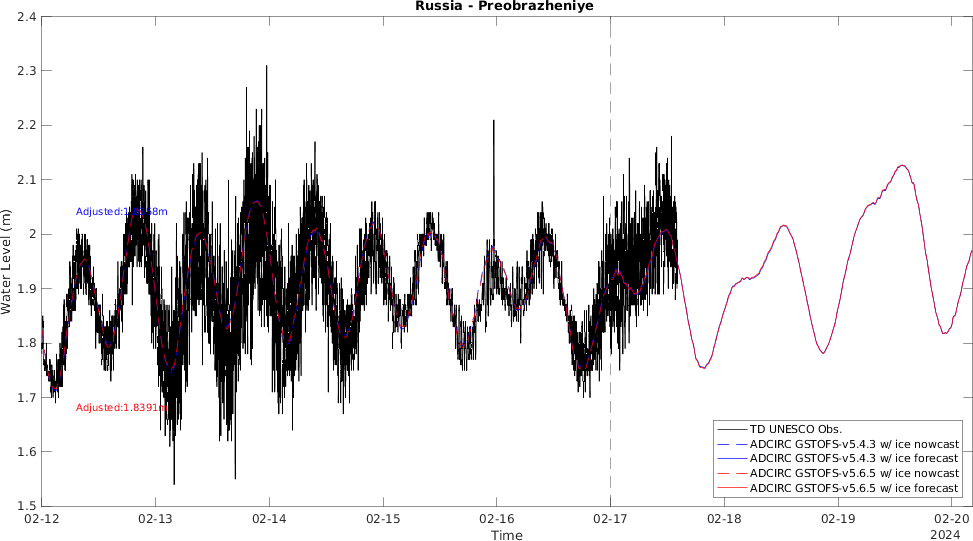 Russia - Preobrazheniye
2.4
2.3
2.2
2.1
2
1.9
1.8
1.7
1.6
1.5
Water Level (m)
Adjusted:
Adjusted:1.8391m
TD UNESCO Obs.
ADCIRC GSTOFS-v5.4.3 w/ ice nowcast
ADCIRC GSTOFS-v5.4.3 w/ ice forecast
ADCIRC GSTOFS-v5.6.5 w/ ice nowcast
ADCIRC GSTOFS-v5.6.5 w/ ice forecast
02-12 02-13 02-14 02-15 02-16 02-17 02-18 02-19 02-20
Time
2024